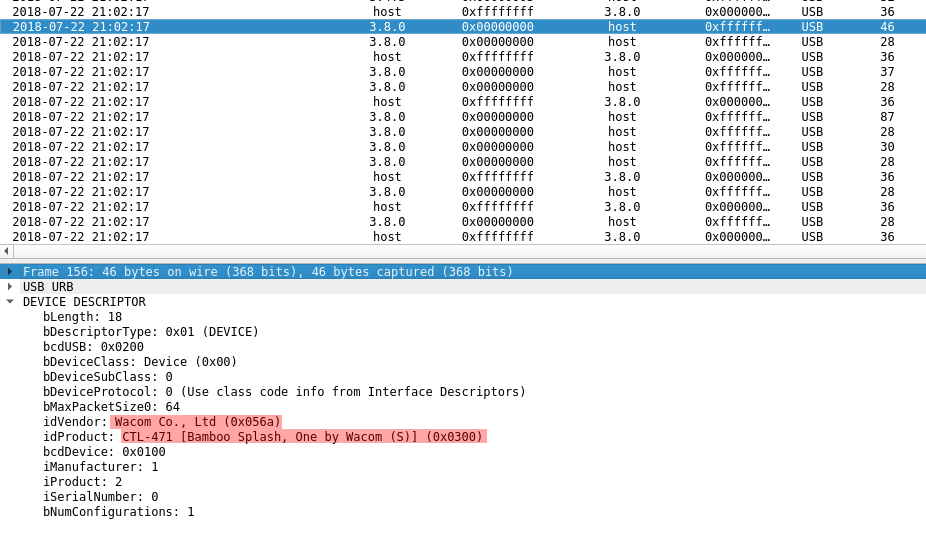 2018-07-22 21:02:17 host 0xffffffff 3.8.0 0x000000… USB 36
2018-07-22 21:02:17 3.8.0 0x00000000 host 0xffffff… USB 46
2018-07-22 21:02:17 3.8.0 0x00000000 host 0xffffff… USB 28
2018-07-22 21:02:17 host 0xffffffff 3.8.0 0x000000… USB 36
2018-07-22 21:02:17 3.8.0 0x00000000 host 0xffffff… USB 37
2018-07-22 21:02:17 3.8.0 0x00000000 host 0xffffff… USB 28
2018-07-22 21:02:17 host 0xffffffff 3.8.0 0x000000… USB 36
2018-07-22 21:02:17 3.8.0 0x00000000 host 0xffffff… USB 87
2018-07-22 21:02:17 3.8.0 0x00000000 host 0xffffff… USB 28
2018-07-22 21:02:17 3.8.0 0x00000000 host 0xffffff… USB 30
2018-07-22 21:02:17 3.8.0 0x00000000 host 0xffffff… USB 28
2018-07-22 21:02:17 host 0xffffffff 3.8.0 0x000000… USB 36
2018-07-22 21:02:17 3.8.0 0x00000000 host 0xffffff… USB 28
2018-07-22 21:02:17 host 0xffffffff 3.8.0 0x000000… USB 36
2018-07-22 21:02:17 3.8.0 0x00000000 host 0xffffff… USB 28
2018-07-22 21:02:17 host 0xffffffff 3.8.0 0x000000… USB 36
Frame 156: 46 bytes on wire (368 bits), 46 bytes captured (368 bits)
USB URB
DEVICE DESCRIPTOR
bLength: 18
bDescriptorType: 0x01 (DEVICE)
bcdUSB: 0x0200
bDeviceClass: Device (0x00)
bDeviceSubClass: 0
bDeviceProtocol: 0 (Use class code info from Interface Descriptors)
bMaxPacketSize0: 64
idVendor: Wacom Co., Ltd (0x056a)
idProduct: CTL-471 [Bamboo Splash, One by Wacom (S)] (0x0300)
bcdDevice: 0x0100
iManufacturer: 1
iProduct: 2
iSerialNumber: 0
bNumConfigurations: 1